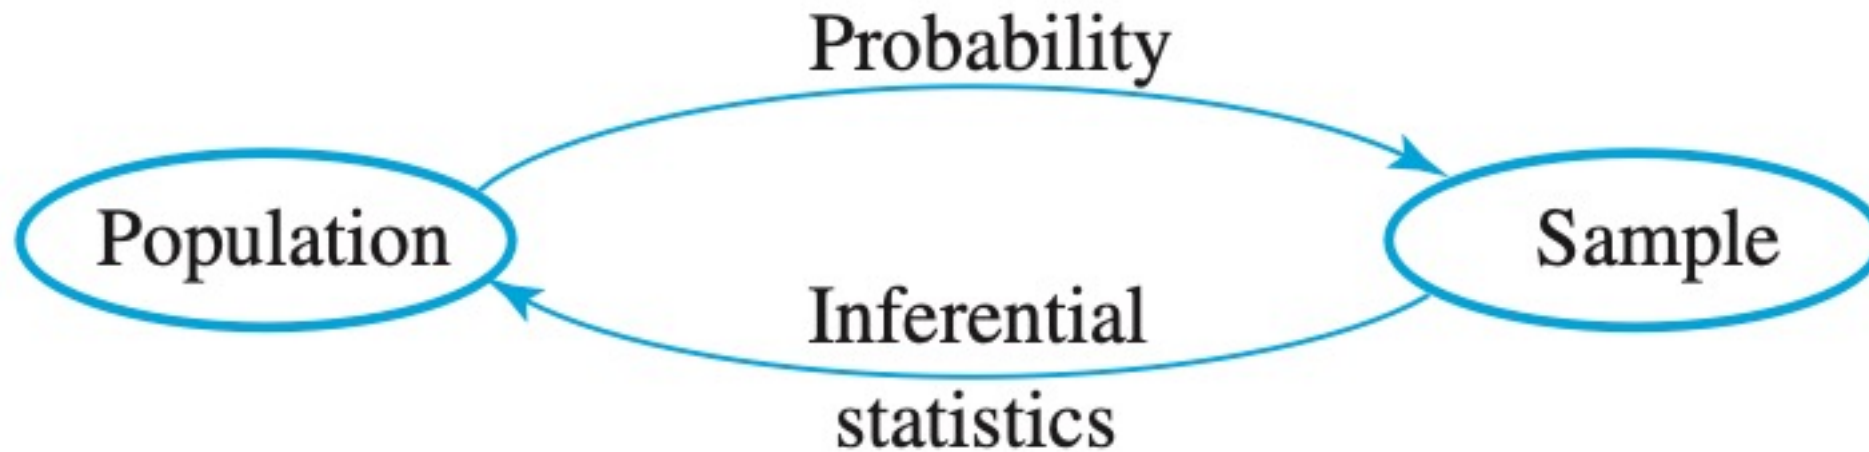 Probability
Population
Sample
Inferential
statistics